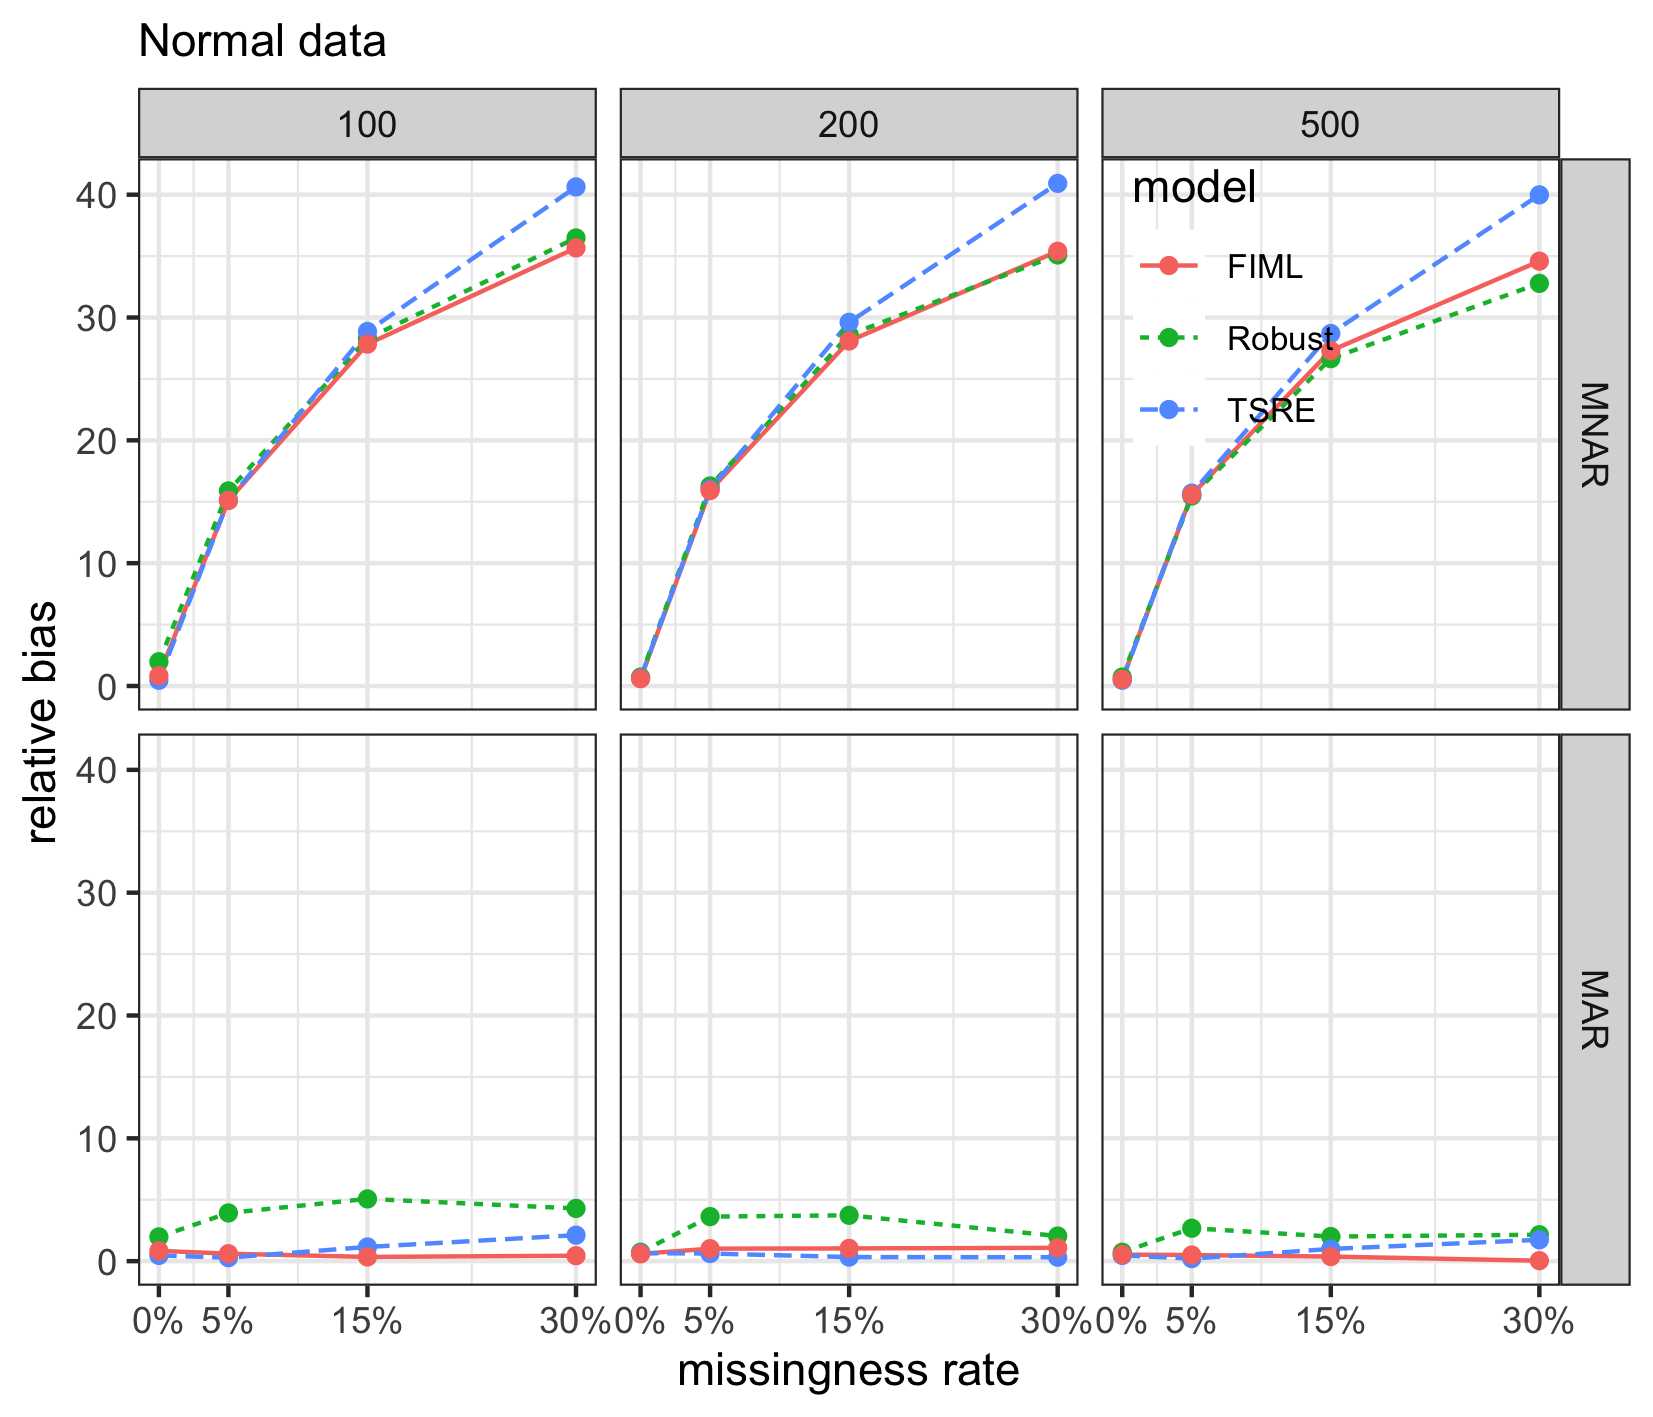 Normal data
100 200 500
model
FIML
Robust
TSRE
40
30
20
10
0
MNAR
40
30
20
10
0
MAR
relative bias
0% 5% 15% 30% 0% 5% 15% 30% 0% 5% 15% 30%
missingness rate